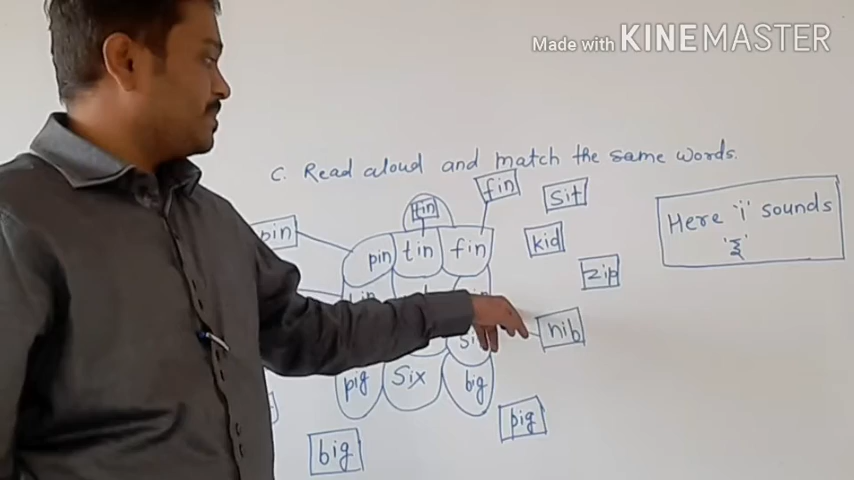 Made with KINEMASTER
C. Read aloud and match the same words.
tin
fin
sit
pin
pin tin fin
kid
Here 'i' sounds
'इ'
zip
nib
pig six big
big
pig